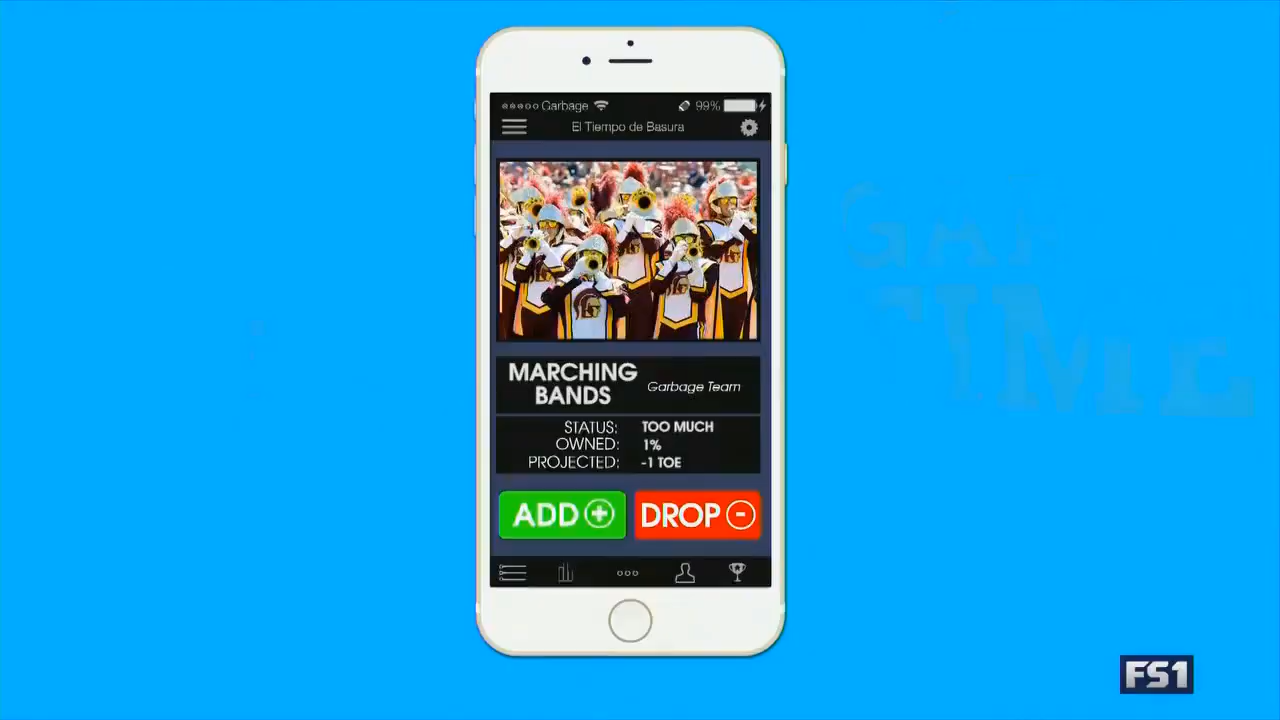 Garbage 99%
El Tiempo de Basura
MARCHING
BANDS
Garbage Team
STATUS: TOO MUCH
OWNED: 1%
PROJECTED: -1 TOE
ADD+ DROP-
TIME
FS1